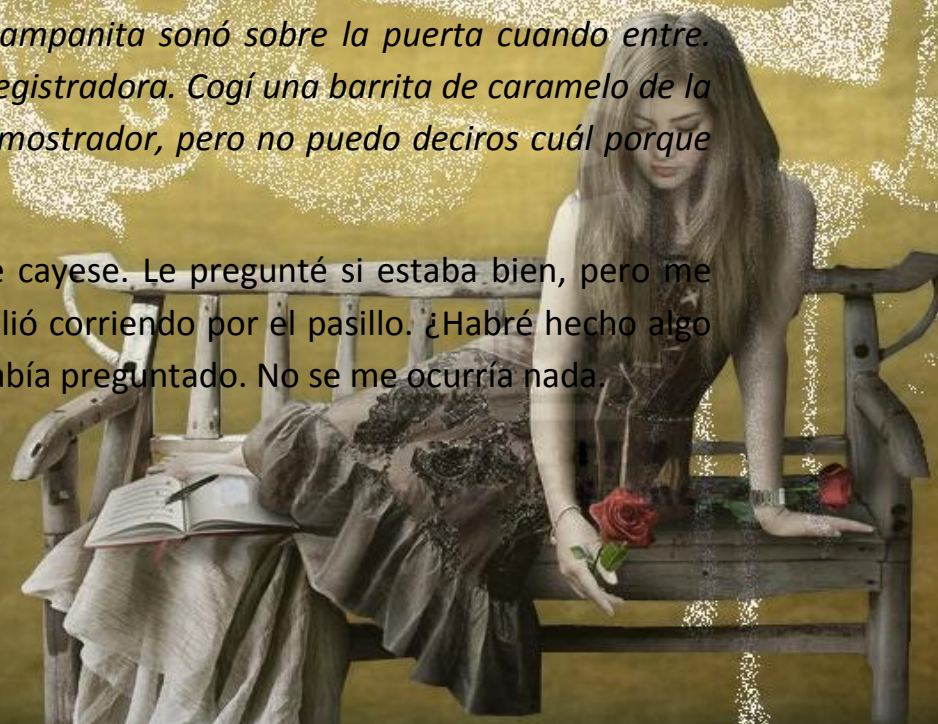 ampanita sonó sobre la puerta cuando entre.
egistradora. Cogí una barrita de caramelo de la
mostrador, pero no puedo deciros cuál porque
cayese. Le pregunté si estaba bien, pero me
lió corriendo por el pasillo. ¿Habré hecho algo
abía preguntado. No se me ocurría nada.